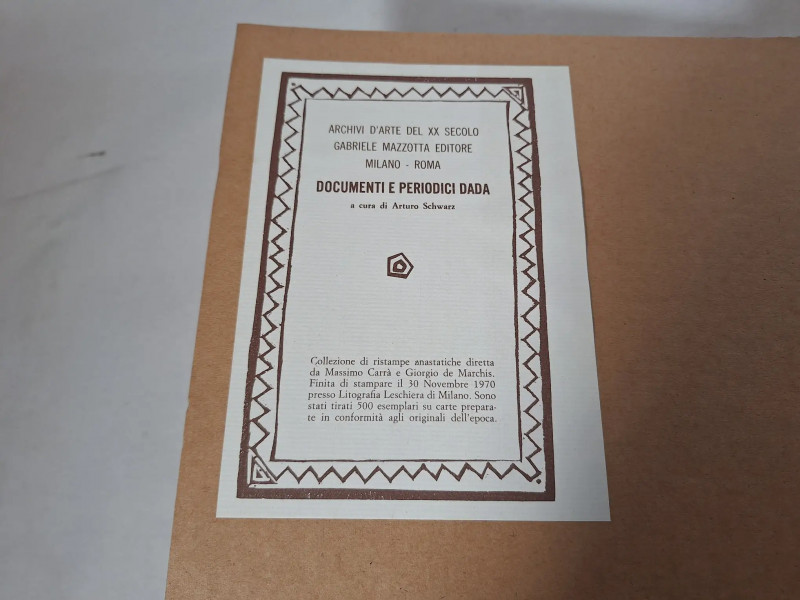 ARCHIVI D'ARTE DEL XX SECOLO
GABRIELE MAZZOTTA EDITORE
MILANO - ROMA
DOCUMENTI E PERIODICI DADA
a cura di Arturo Schwarz
Collezione di ristampe anastatiche diretta
da Massimo Carrà e Giorgio de Marchis.
Finita di stampare il 30 Novembre 1970
presso Litografia Leschiera di Milano. Sono
stati tirati 500 esemplari su carte prepara-
te in conformità agli originali dell'epoca.